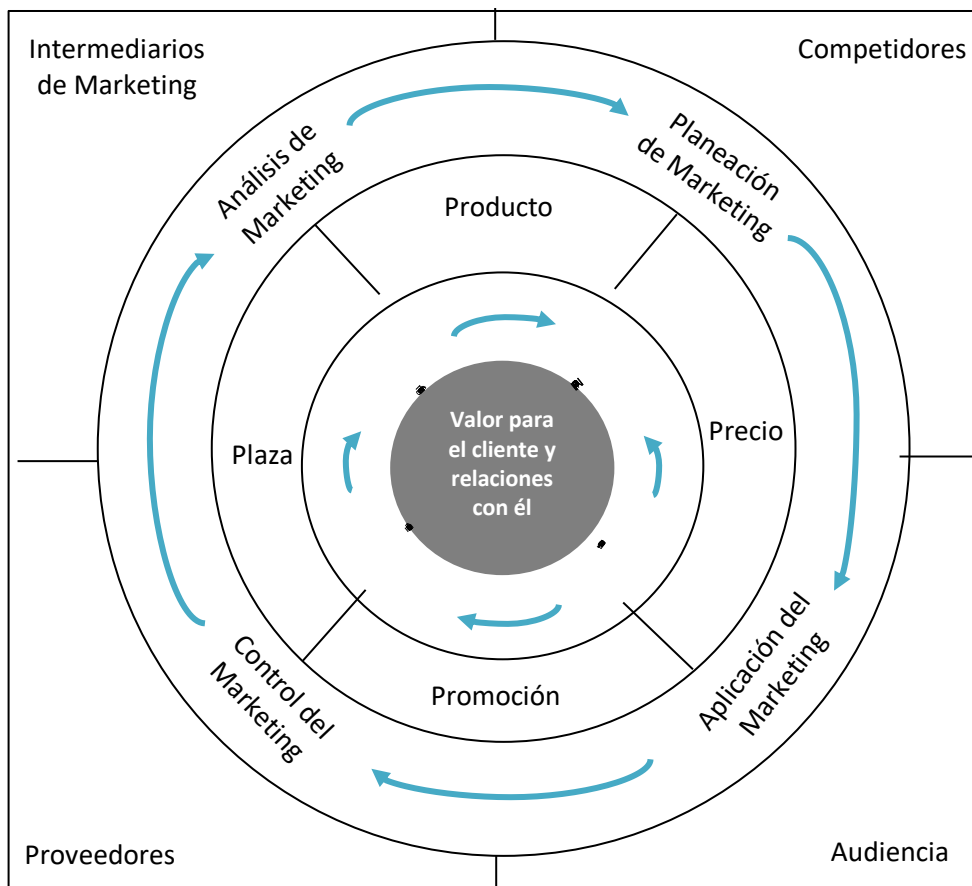 Intermediarios
de Marketing
Competidores
Análisis de
Marketing
Planeación
de Marketing
Producto
Plaza
Valor para
el cliente y
relaciones
con él
Precio
Promoción
Control del
Marketing
Aplicación del
Marketing
Proveedores
Audiencia